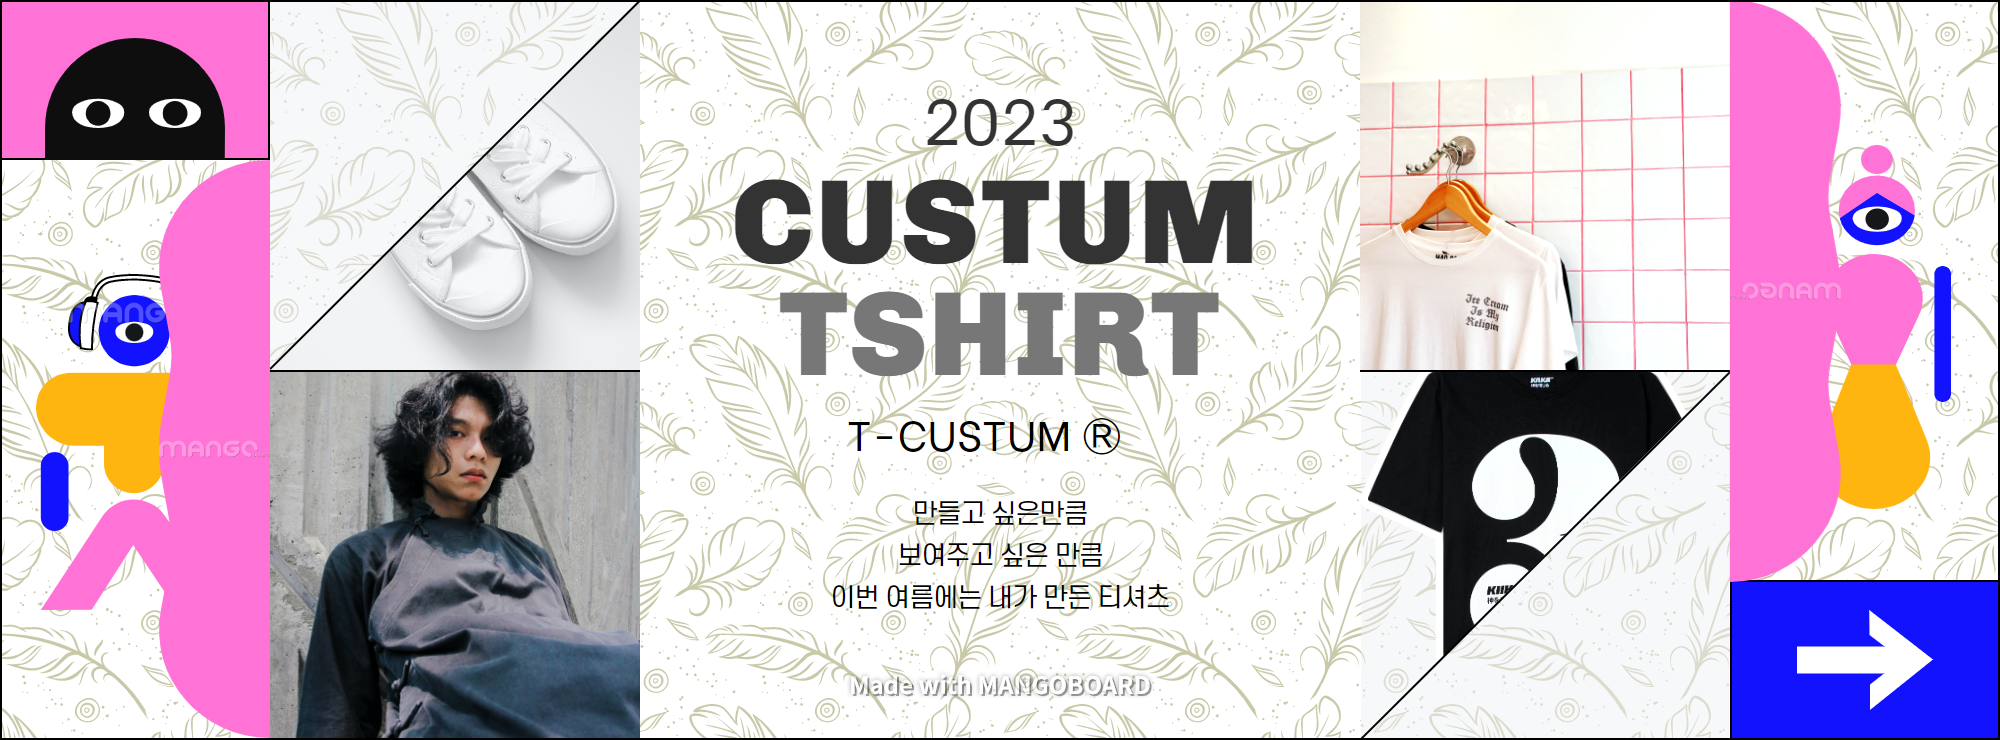 2023
CUSTUM
TSHIRT
T-CUSTUM Ⓡ
만들고 싶은만큼
보여주고 싶은 만큼
이번 여름에는 내가 만든 티셔츠
Made with MANGOBOARD
MANGO
MANG
Ice Cream
Is My
Religion
KAKA